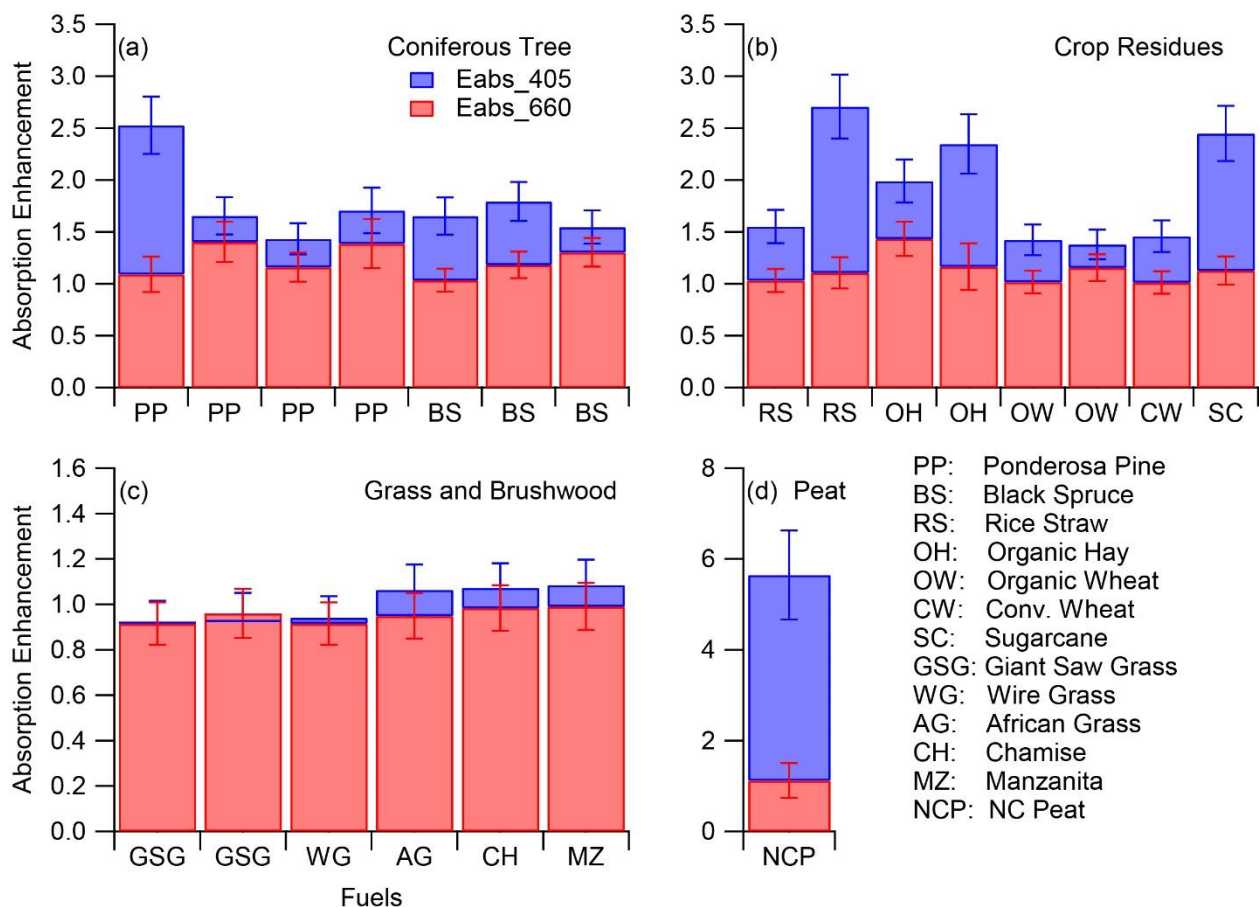 (a)
Coniferous Tree
Eabs_405
Eabs_660
Absorption Enhancement
3.5
3.0
2.5
2.0
1.5
1.0
0.5
0.0
PP PP PP PP BS BS BS
(b)
Crop Residues
3.5
3.0
2.5
2.0
1.5
1.0
0.5
0.0
RS RS OH OH OW OW CW SC
(c)
Grass and Brushwood
Absorption Enhancement
1.6
1.4
1.2
1.0
0.8
0.6
0.4
0.2
0.0
GSG GSG WG AG CH MZ
Fuels
(d) Peat
8
6
4
2
0
NCP
PP: Ponderosa Pine
BS: Black Spruce
RS: Rice Straw
OH: Organic Hay
OW: Organic Wheat
CW: Conv. Wheat
SC: Sugarcane
GSG: Giant Saw Grass
WG: Wire Grass
AG: African Grass
CH: Chamise
MZ: Manzanita
NCP: NC Peat